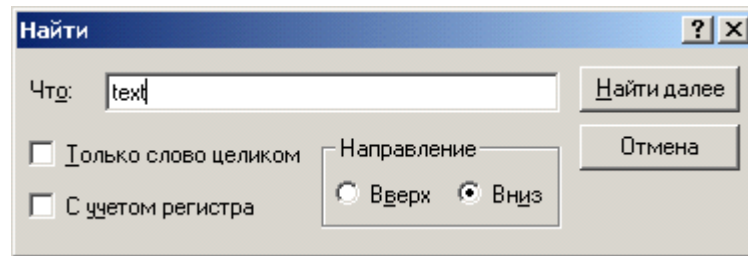 Найти
Что: text
Найти далее
Только слово целиком
Направление
Отмена
С учетом регистра
Вверх Вниз